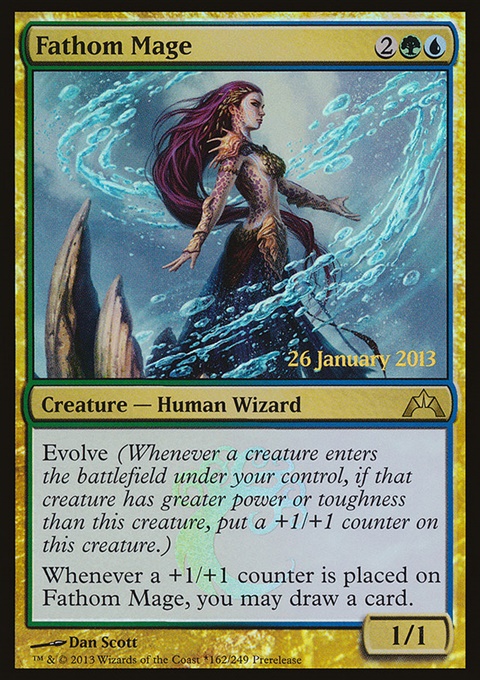 Fathom Mage 2
26 January 2013
Creature — Human Wizard
Evolve (Whenever a creature enters
the battlefield under your control, if that
creature has greater power or toughness
than this creature, put a +1/+1 counter on
this creature.)
Whenever a +1/+1 counter is placed on
Fathom Mage, you may draw a card.
1/1
Dan Scott
™ & © 2013 Wizards of the Coast *162/249 Prerelease